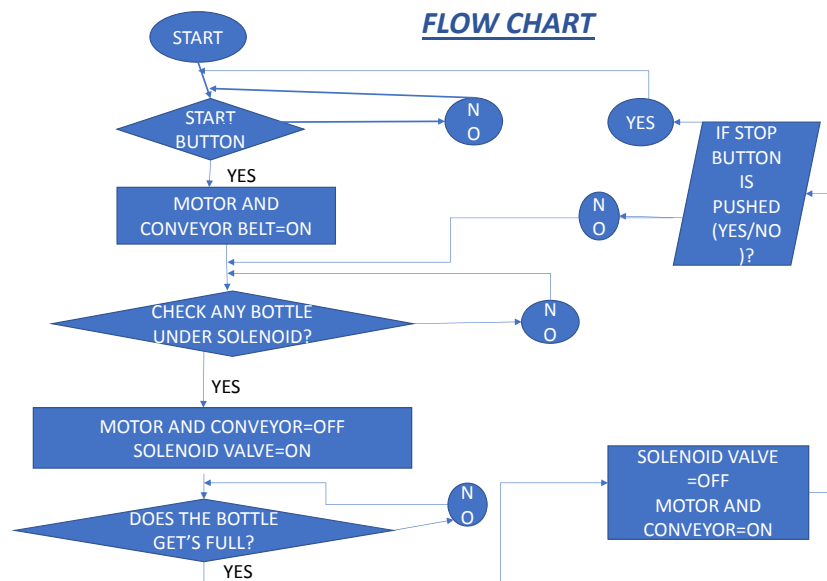 FLOW CHART
START
START
BUTTON
N
O
YES
YES
IF STOP
BUTTON
IS
PUSHED
(YES/NO
)?
MOTOR AND
CONVEYOR BELT=ON
N
O
CHECK ANY BOTTLE
UNDER SOLENOID?
N
O
YES
MOTOR AND CONVEYOR=OFF
SOLENOID VALVE=ON
DOES THE BOTTLE
GET'S FULL?
N
O
YES
SOLENOID VALVE
=OFF
MOTOR AND
CONVEYOR=ON